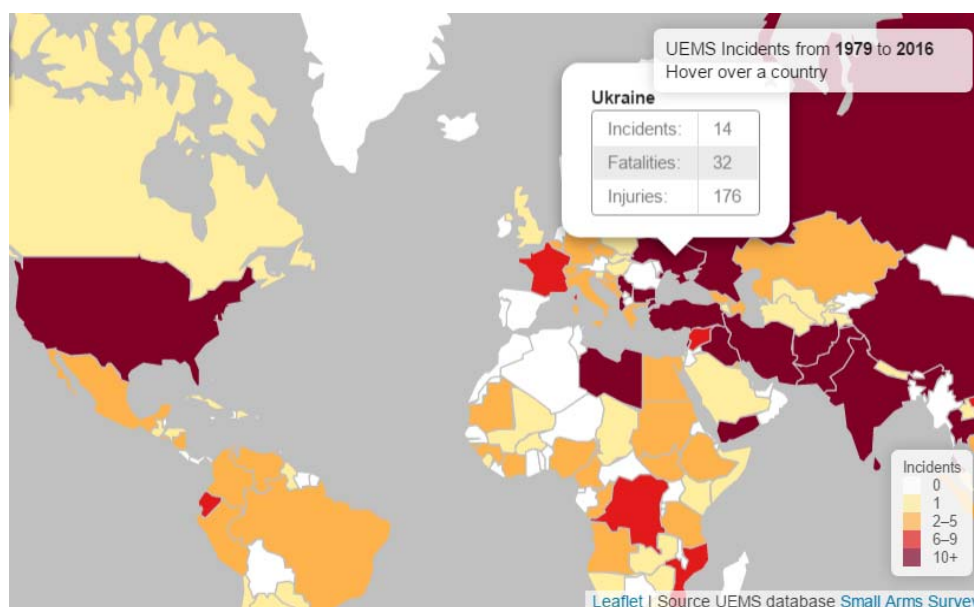 UEMS Incidents from 1979 to 2016
Hover over a country
Ukraine
Incidents: 14
Fatalities: 32
Injuries: 176
Incidents
0
1
2–5
6–9
10+
Leaflet | Source UEMS database Small Arms Survey